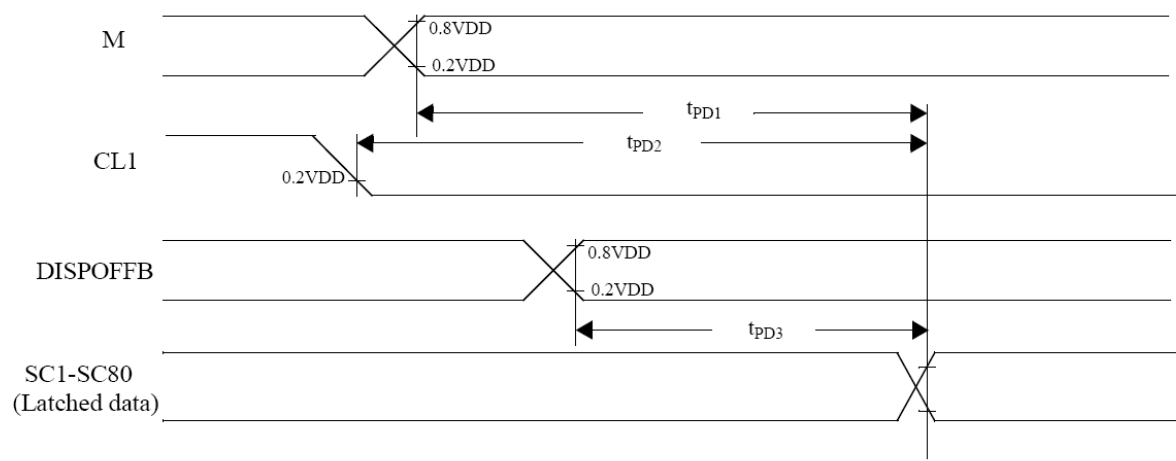 M
0.8VDD
0.2VDD
tPD1
CL1
tPD2
0.2VDD
DISPOFFB
0.8VDD
0.2VDD
tPD3
SC1-SC80
(Latched data)